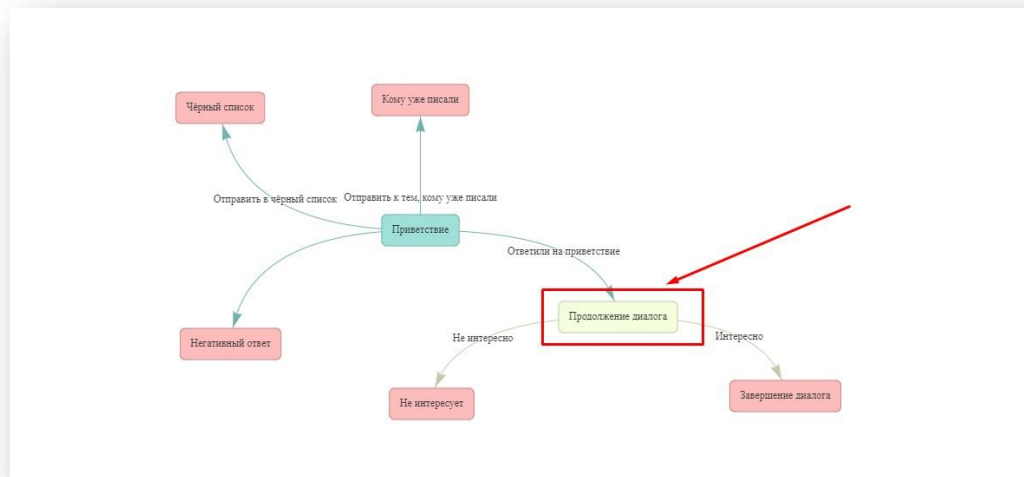 Кому уже писали
Чёрный список
Отправить в чёрный список
Отправить к тем, кому уже писали
Приветствие
Ответили на приветствие
Продолжение диалога
Не интересно
Интересно
Негативный ответ
Завершение диалога
Не интересует